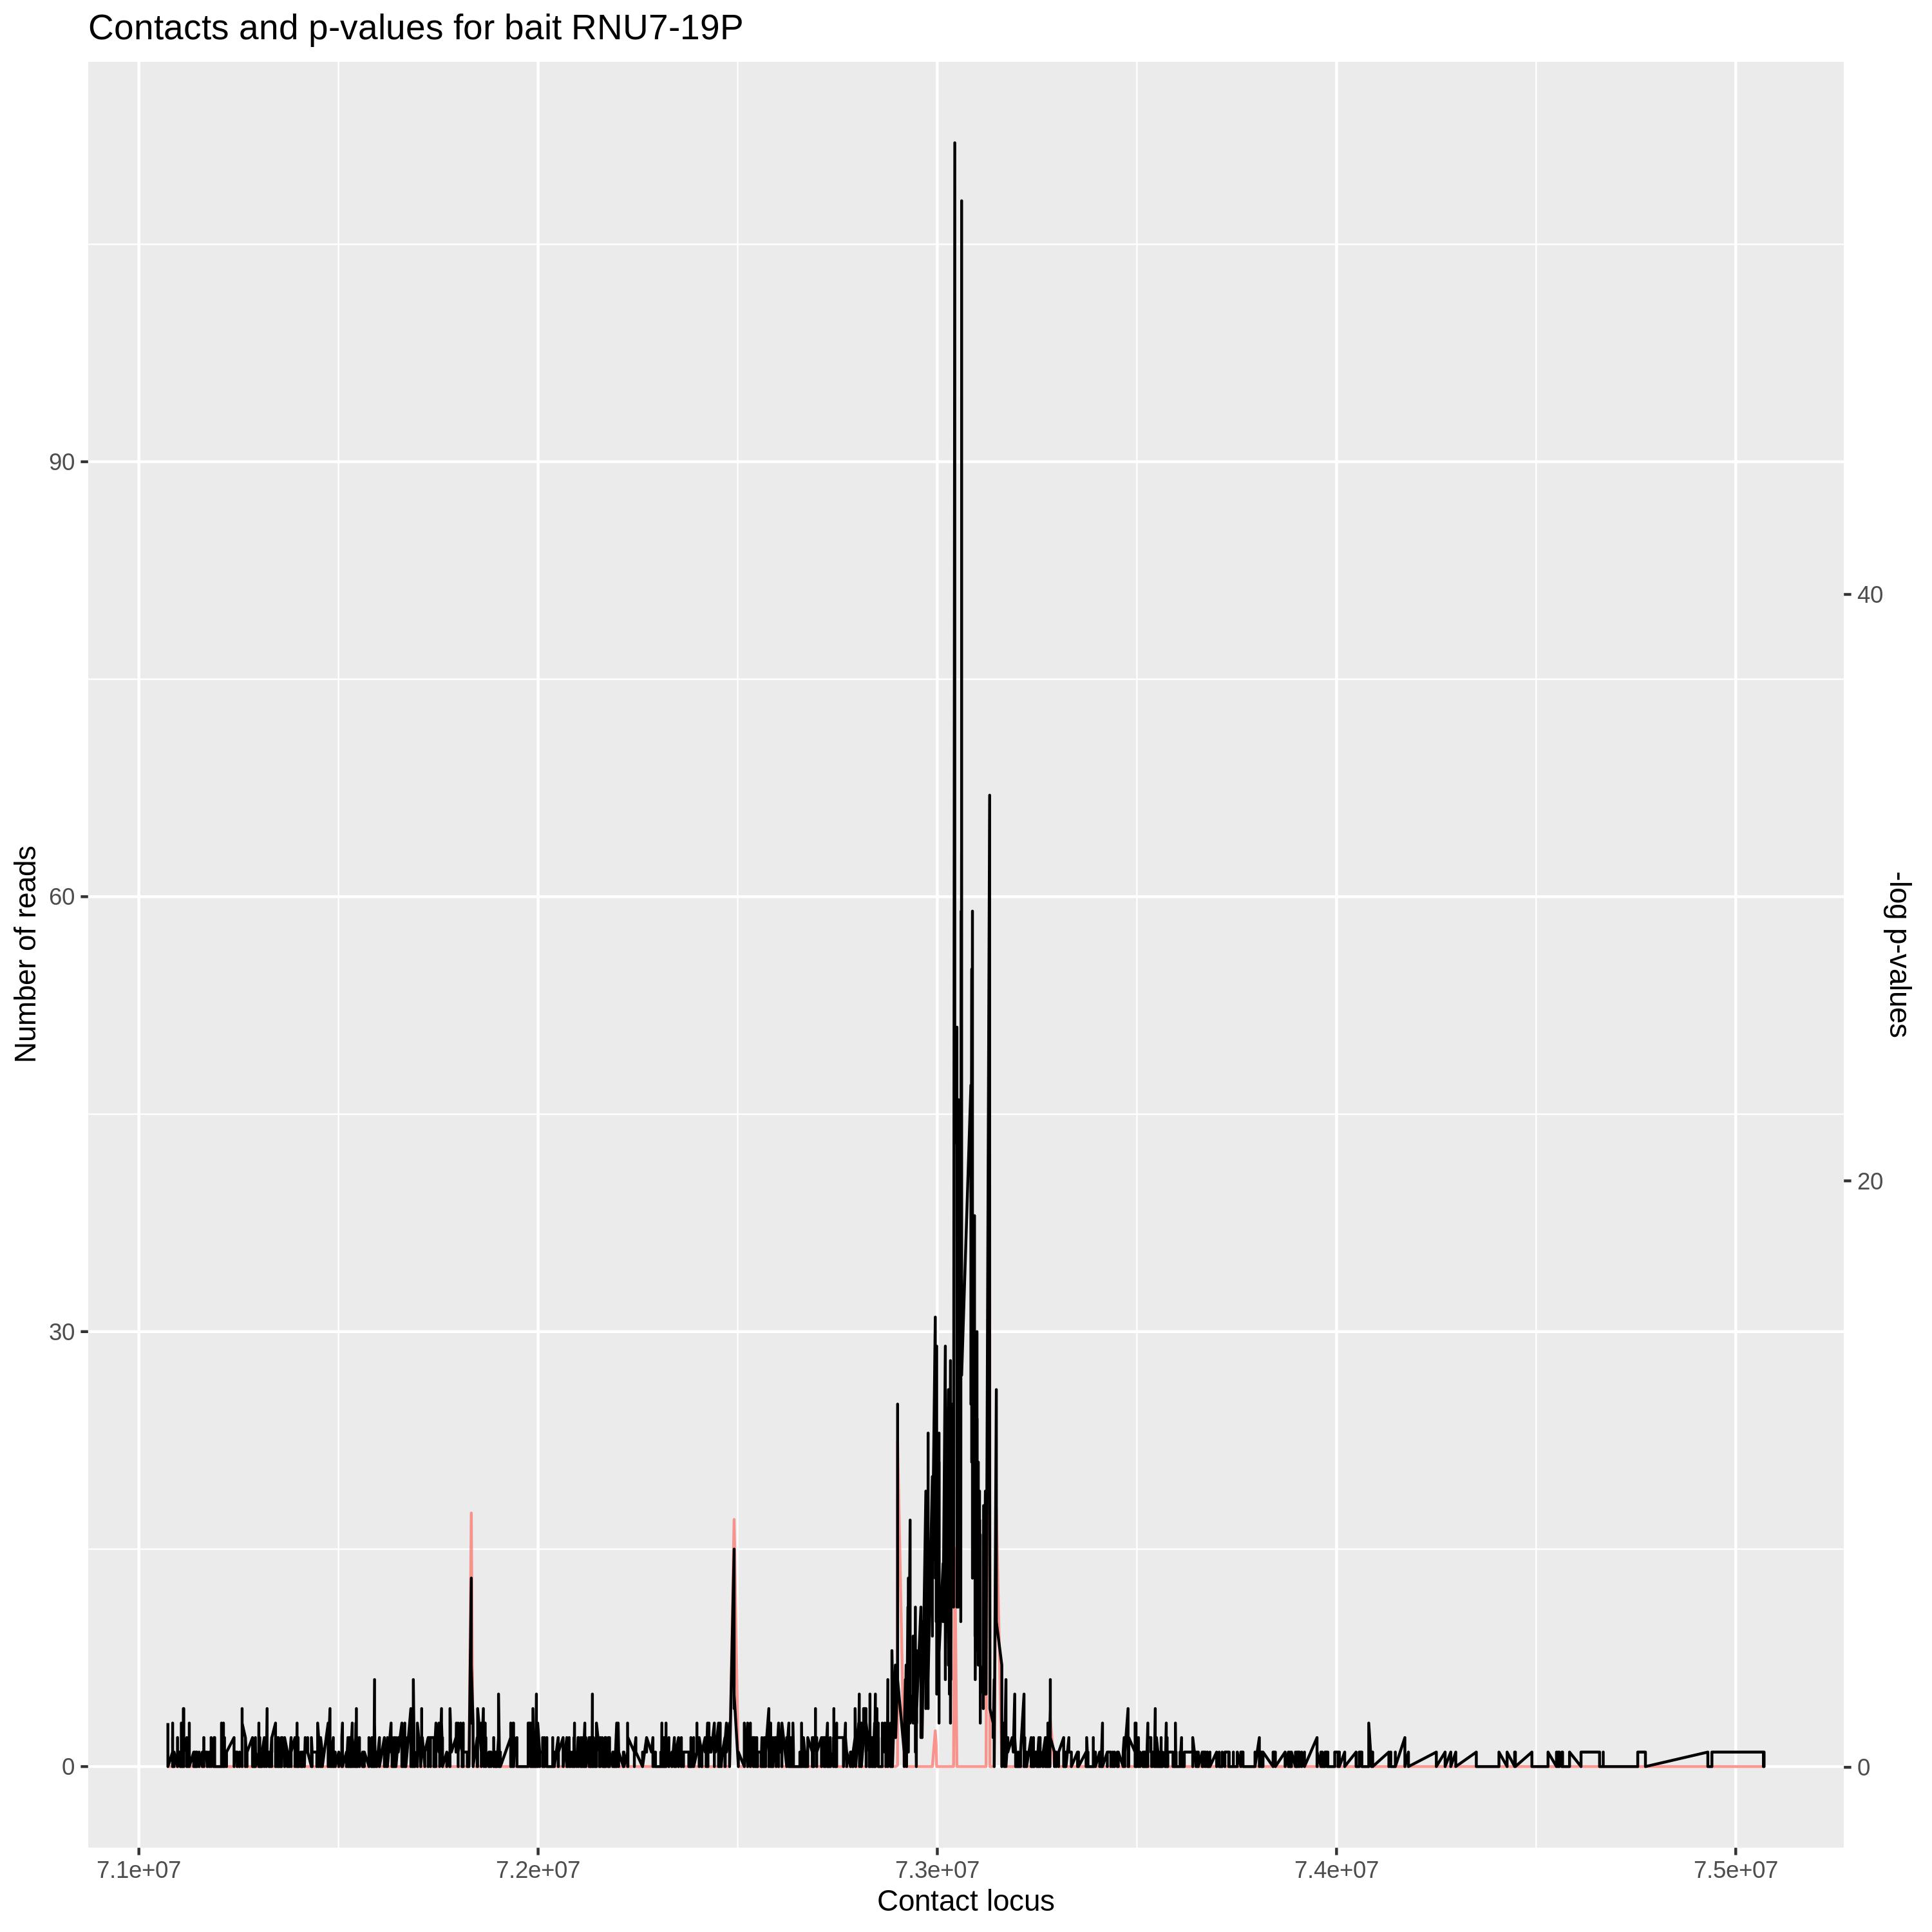 Contacts and p-values for bait RNU7-19P
90
60
30
0
Number of reads
40
20
0
-log p-values
7.1e+07
7.2e+07
7.3e+07
7.4e+07
7.5e+07
Contact locus